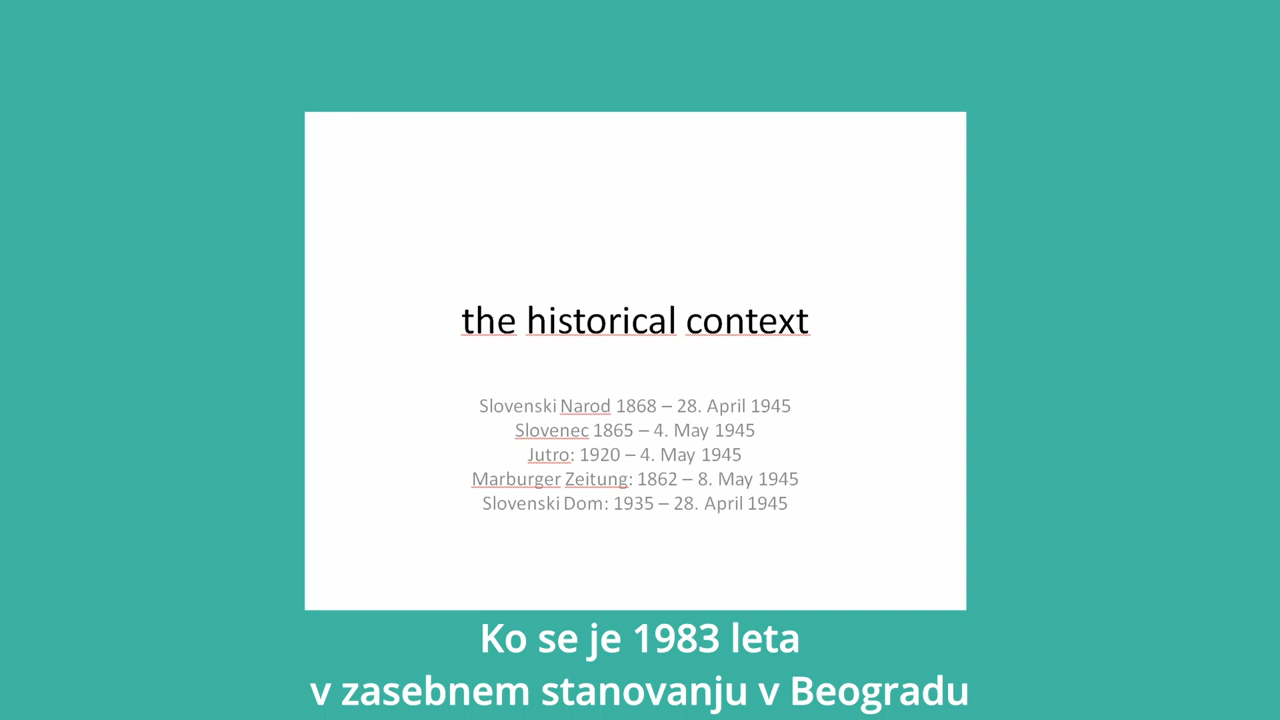 the historical context
Slovenski Narod 1868 – 28. April 1945
Slovenec 1865 – 4. May 1945
Jutro: 1920 – 4. May 1945
Marburger Zeitung: 1862 – 8. May 1945
Slovenski Dom: 1935 – 28. April 1945
Ko se je 1983 leta
v zasebnem stanovanju v Beogradu